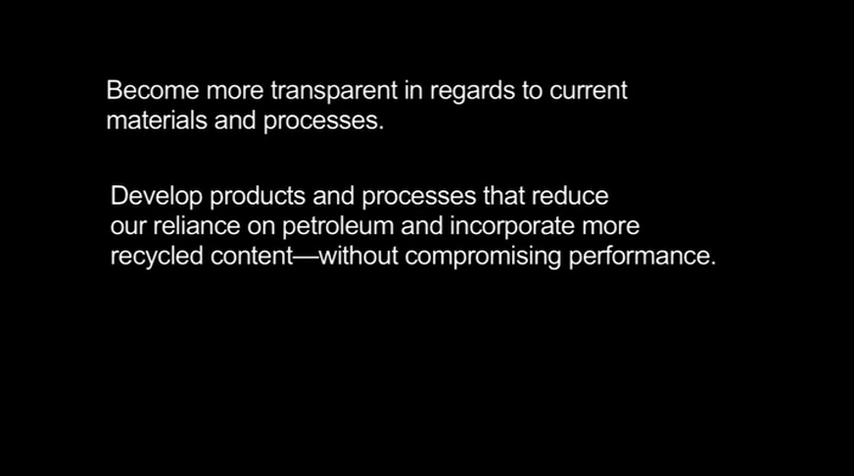 Become more transparent in regards to current
materials and processes.
Develop products and processes that reduce
our reliance on petroleum and incorporate more
recycled content—without compromising performance.